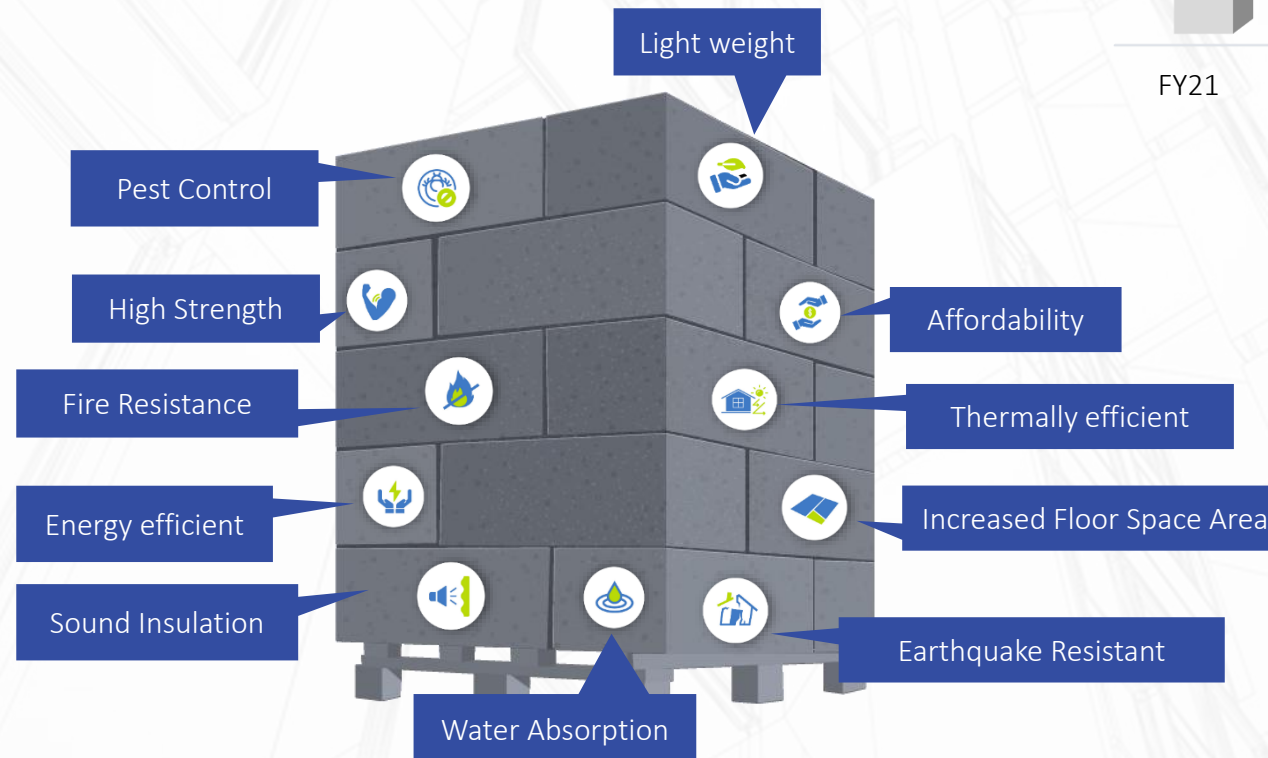 Light weight
FY21
Pest Control
High Strength
Affordability
Fire Resistance
Thermally efficient
Energy efficient
Increased Floor Space Area
Sound Insulation
Earthquake Resistant
Water Absorption